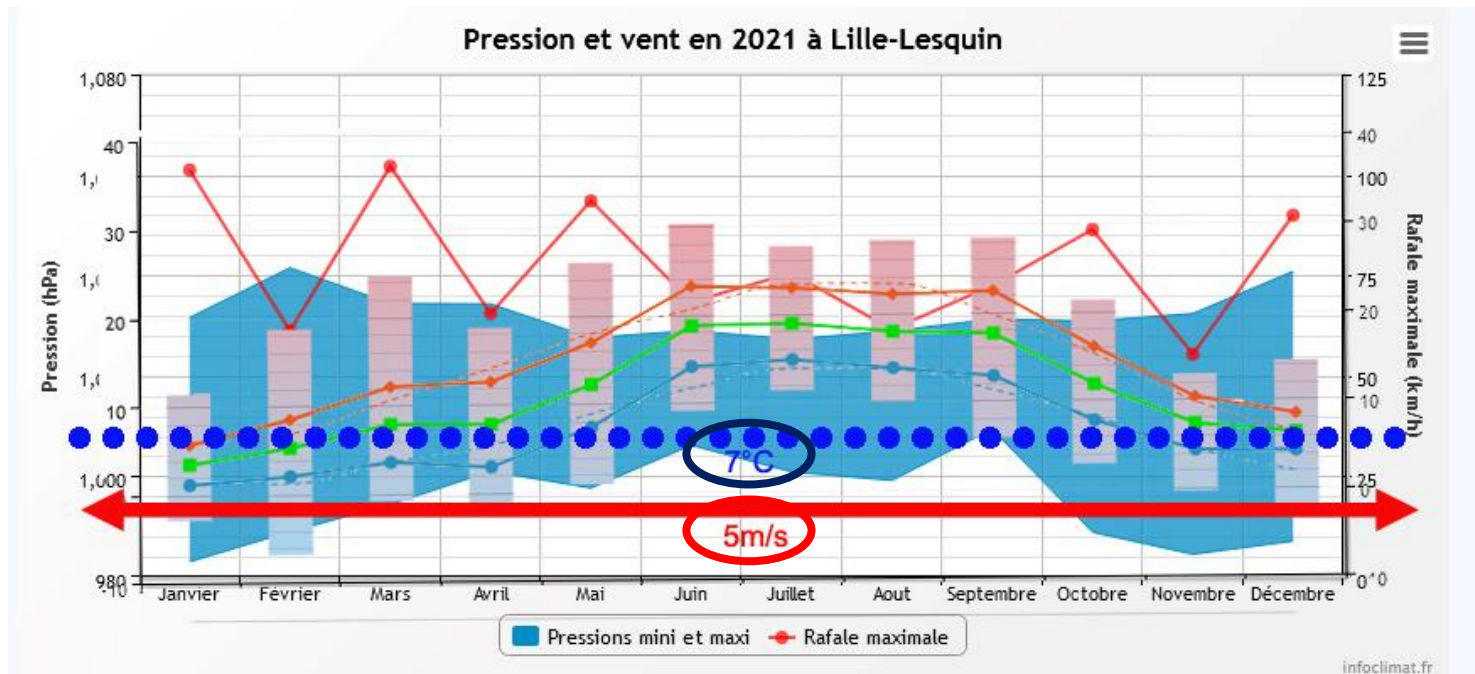 Pression et vent en 2021 à Lille-Lesquin
1,080
125
40
40
100
30
30
Pression (hPa)
Rafale maximale (km/h)
75
20
20
50
10
10
7°C
1,000
25
0
5m/s
980
-10
0
Janvier Février Mars Avril Mai Juin Juillet Aout Septembre Octobre Novembre Décembre
Pressions mini et maxi Rafale maximale
infoclimat.fr